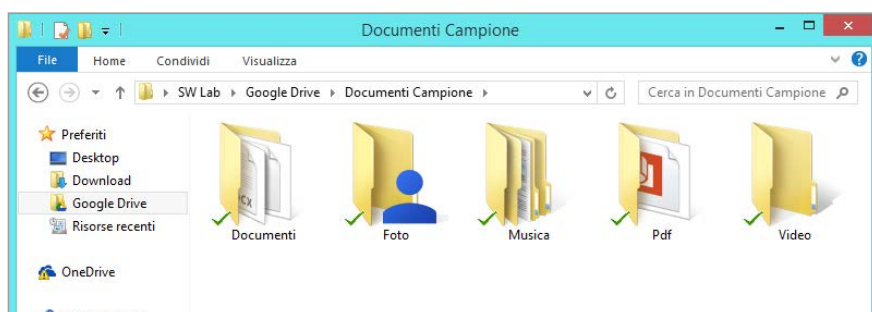 Documenti Campione
File Home Condividi Visualizza
SW Lab Google Drive Documenti Campione Cerca in Documenti Campione
Preferiti
Desktop
Download
Google Drive
Risorse recenti
OneDrive
Documenti Foto Musica Pdf Video